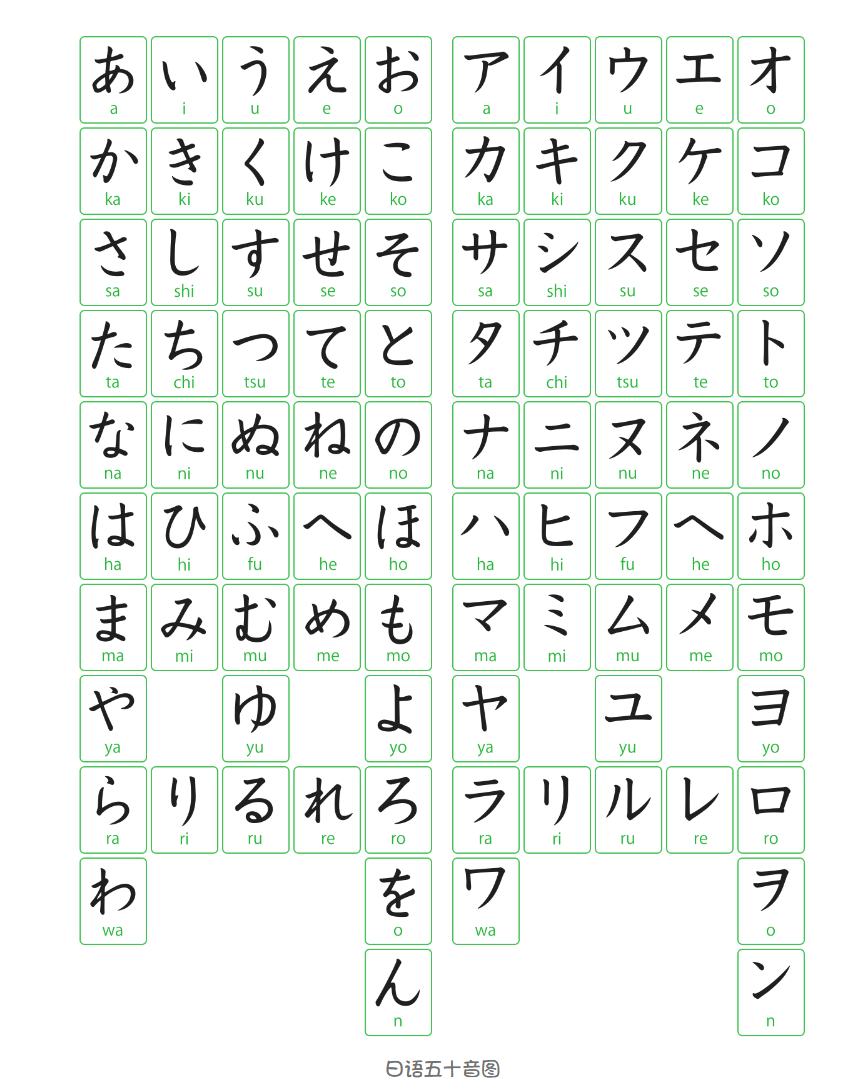 あ い う え お ア イ ウ エ オ
a i u e o a i u e o
か き く け こ カ キ ク ケ コ
ka ki ku ke ko ka ki ku ke ko
さ し す せ そ サ シ ス セ ソ
sa shi su se so sa shi su se so
た ち つ て と タ チ ツ テ ト
ta chi tsu te to ta chi tsu te to
な に ぬ ね の ナ ニ ヌ ネ ノ
na ni nu ne no na ni nu ne no
は ひ ふ へ ほ ハ ヒ フ ヘ ホ
ha hi fu he ho ha hi fu he ho
ま み む め も マ ミ ム メ モ
ma mi mu me mo ma mi mu me mo
や ゆ よ ヤ ユ ヨ
ya yu yo ya yu yo
ら り る れ ろ ラ リ ル レ ロ
ra ri ru re ro ra ri ru re ro
わ を ワ ヲ
wa o wa o
ん ン
n n
日语五十音图